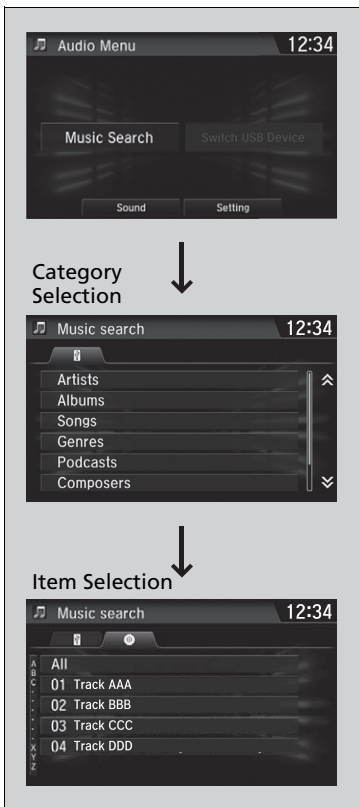 Audio Menu 12:34
Music Search Switch USB Device
Sound Setting
Category
Selection
Music search 12:34
Artists
Albums
Songs
Genres
Podcasts
Composers
Item Selection
Music search 12:34
A
B
C
All
01 Track AAA
02 Track BBB
03 Track CCC
04 Track DDD
X
Y
Z